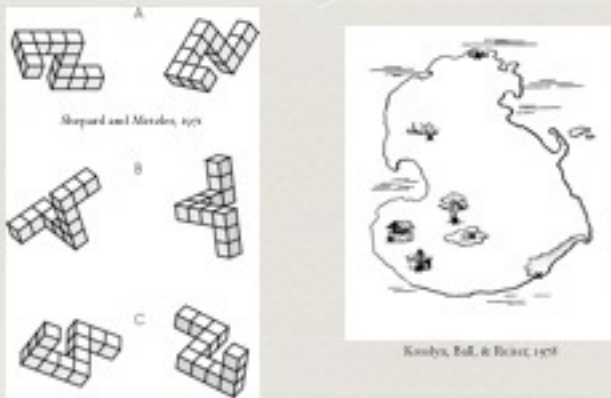 A
Shepard and Metzler, 1971
B
C
Kosslyn, Ball, & Reiser, 1978